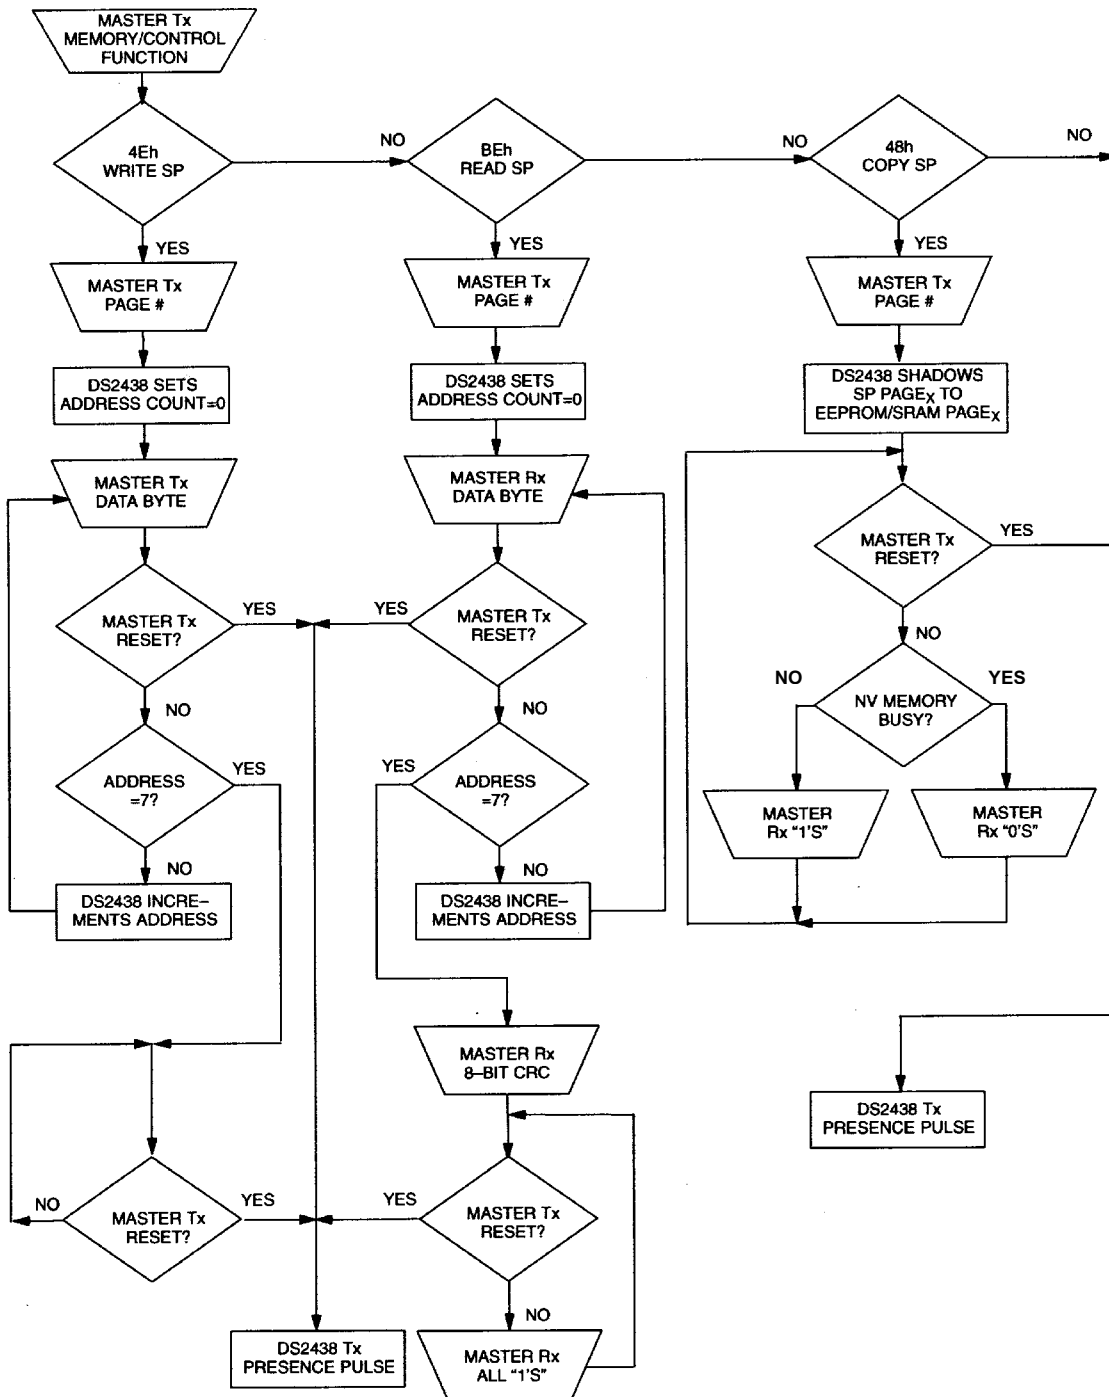 MASTER Tx
MEMORY/CONTROL
FUNCTION
4Eh
WRITE SP
NO
BEh
READ SP
NO
48h
COPY SP
NO
YES
YES
YES
MASTER Tx
PAGE #
MASTER Tx
PAGE #
MASTER Tx
PAGE #
DS2438 SETS
ADDRESS COUNT=0
DS2438 SETS
ADDRESS COUNT=0
DS2438 SHADOWS
SP PAGEX TO
EEPROM/SRAM PAGEX
MASTER Tx
DATA BYTE
MASTER Rx
DATA BYTE
MASTER Tx
RESET?
YES
YES
MASTER Tx
RESET?
MASTER Tx
RESET?
YES
NO
NO
NO
NO
NV MEMORY
BUSY?
YES
ADDRESS
=7?
YES
YES
ADDRESS
=7?
MASTER
Rx “1’S”
MASTER
Rx “0’S”
NO
NO
DS2438 INCRE–
MENTS ADDRESS
DS2438 INCRE–
MENTS ADDRESS
MASTER Rx
8–BIT CRC
DS2438 Tx
PRESENCE PULSE
NO
MASTER Tx
RESET?
YES
YES
MASTER Tx
RESET?
NO
DS2438 Tx
PRESENCE PULSE
MASTER Rx
ALL “1’S”